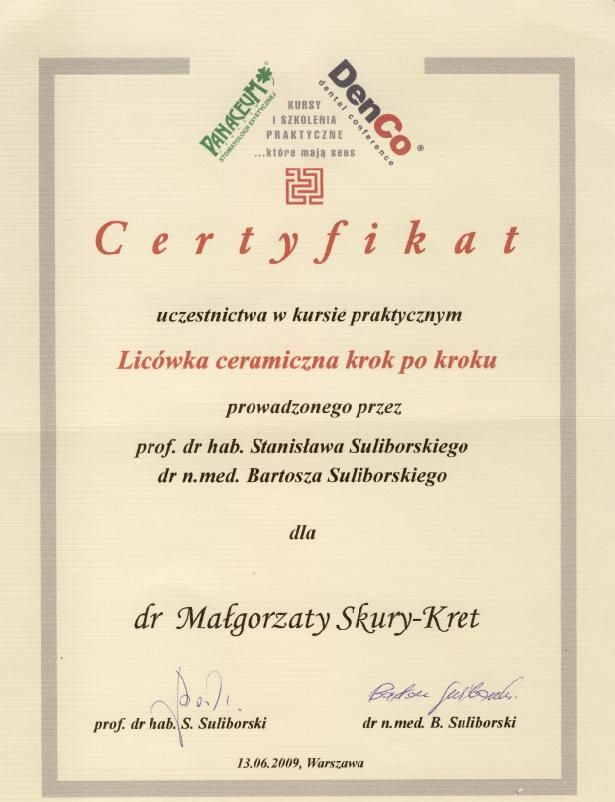 PANACEUM
STOMATOLOGII ESTETYCZNEJ
KURSY
I SZKOLENIA
PRAKTYCZNE
...które mają sens
DenCo®
dental conference
Certyfikat
uczestnictwa w kursie praktycznym
Licówka ceramiczna krok po kroku
prowadzonego przez
prof. dr hab. Stanisława Suliborskiego
dr n.med. Bartosza Suliborskiego
dla
dr Małgorzaty Skury-Kret
prof. dr hab. S. Suliborski
dr n.med. B. Suliborski
13.06.2009, Warszawa